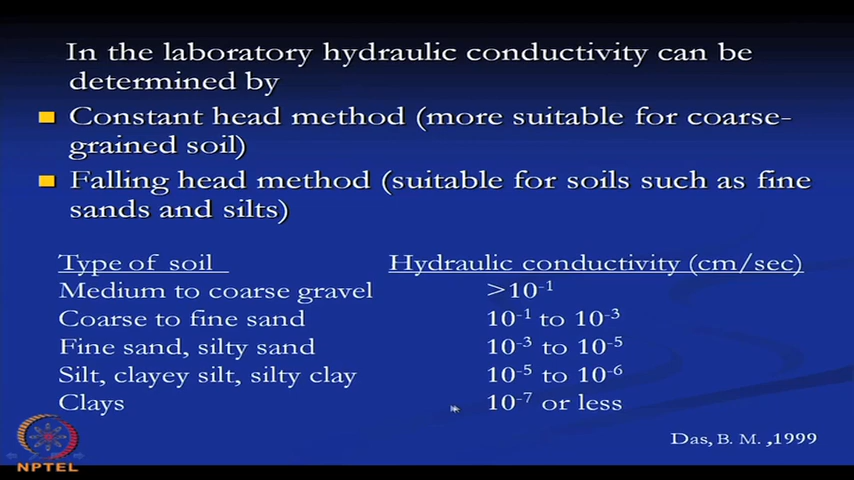 In the laboratory hydraulic conductivity can be
determined by
Constant head method (more suitable for coarse-
grained soil)
Falling head method (suitable for soils such as fine
sands and silts)
Type of soil Hydraulic conductivity (cm/sec)
Medium to coarse gravel >10⁻¹
Coarse to fine sand 10⁻¹ to 10⁻³
Fine sand, silty sand 10⁻³ to 10⁻⁵
Silt, clayey silt, silty clay 10⁻⁵ to 10⁻⁶
Clays 10⁻⁷ or less
Das, B. M. ,1999
NPTEL